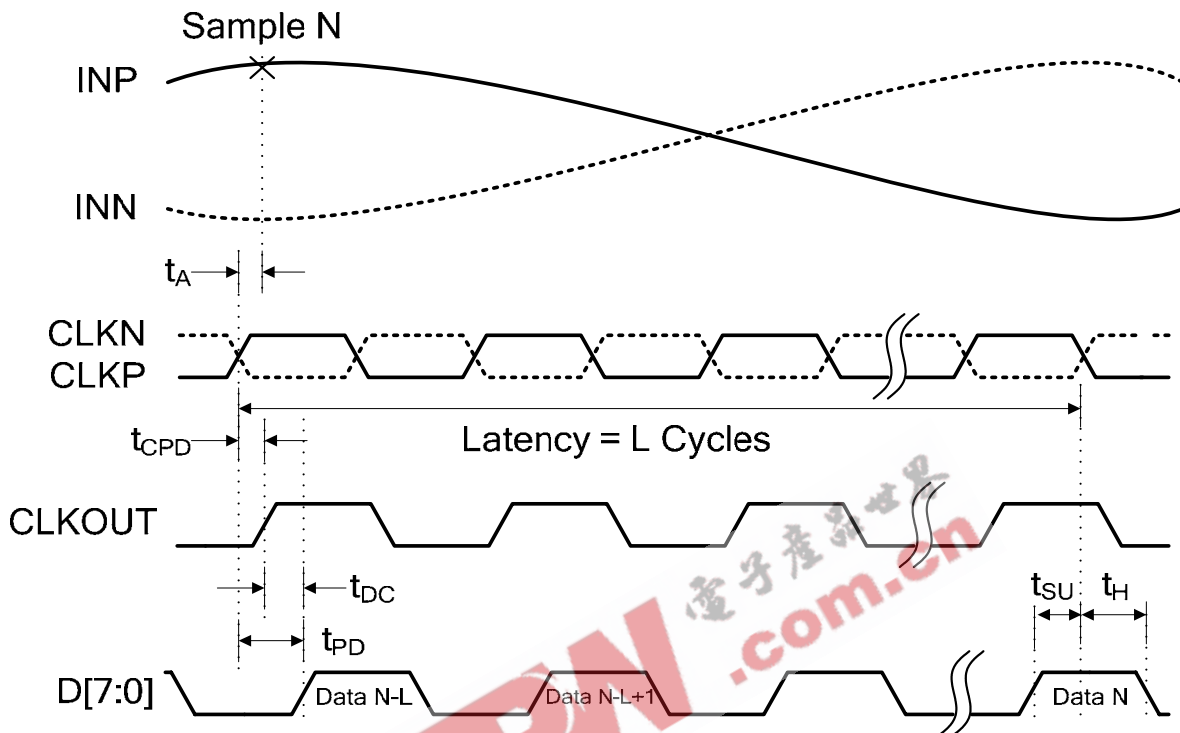 Sample N
INP
INN
tA
CLKN
CLKP
tCPD
Latency = L Cycles
CLKOUT
tDC
tSU
tH
tPD
D[7:0]
Data N-L
Data N-L+1
Data N
電子產品世界
.com.cn